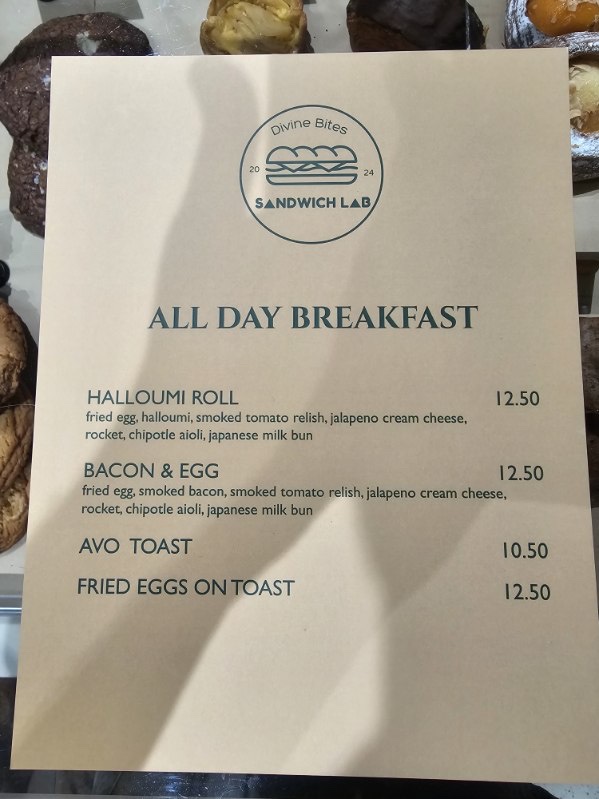 Divine Bites
20 24
SANDWICH LAB
ALL DAY BREAKFAST
HALLOUMI ROLL 12.50
fried egg, halloumi, smoked tomato relish, jalapeno cream cheese,
rocket, chipotle aioli, japanese milk bun
BACON & EGG 12.50
fried egg, smoked bacon, smoked tomato relish, jalapeno cream cheese,
rocket, chipotle aioli, japanese milk bun
AVO TOAST 10.50
FRIED EGGS ON TOAST 12.50